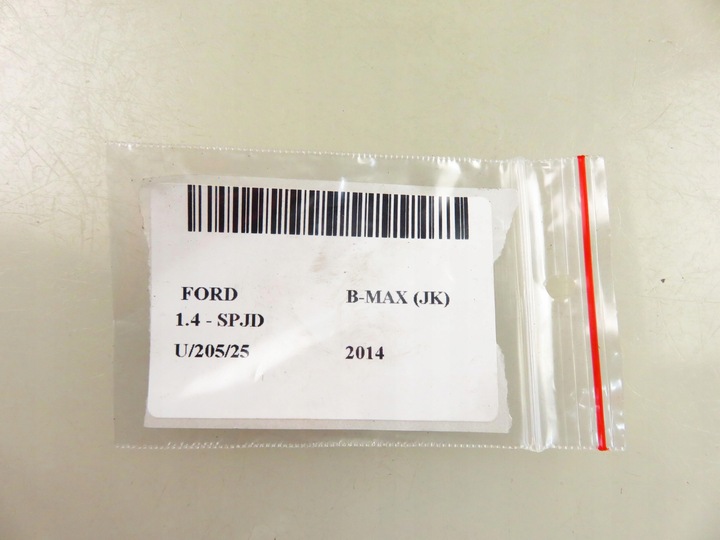 FORD B-MAX (JK)
1.4 - SPJD
U/205/25 2014